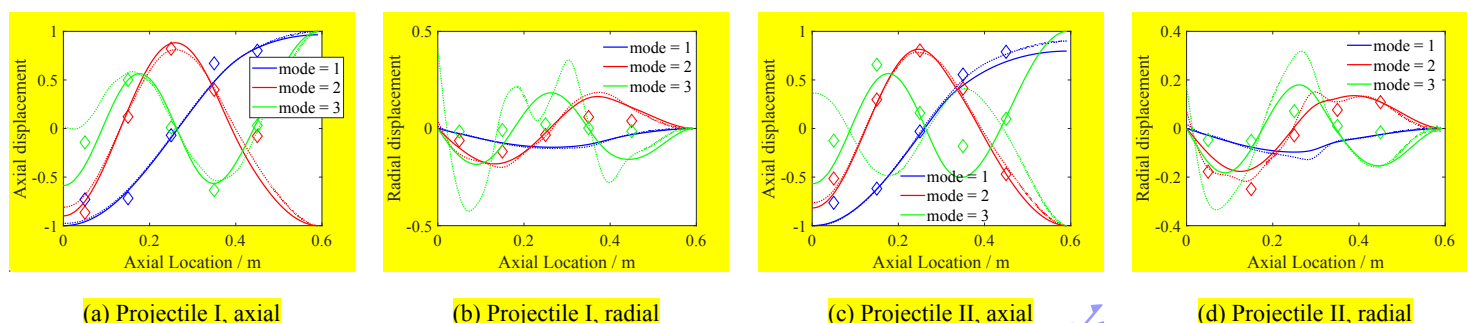 1
0.5
0
-0.5
-1
Axial displacement
mode = 1
mode = 2
mode = 3
0 0.2 0.4 0.6
Axial Location / m
(a) Projectile I, axial
0.5
0
-0.5
Radial displacement
mode = 1
mode = 2
mode = 3
0 0.2 0.4 0.6
Axial Location / m
(b) Projectile I, radial
1
0.5
0
-0.5
-1
Axial displacement
mode = 1
mode = 2
mode = 3
0 0.2 0.4 0.6
Axial Location / m
(c) Projectile II, axial
0.4
0.2
0
-0.2
-0.4
Radial displacement
mode = 1
mode = 2
mode = 3
0 0.2 0.4 0.6
Axial Location / m
(d) Projectile II, radial